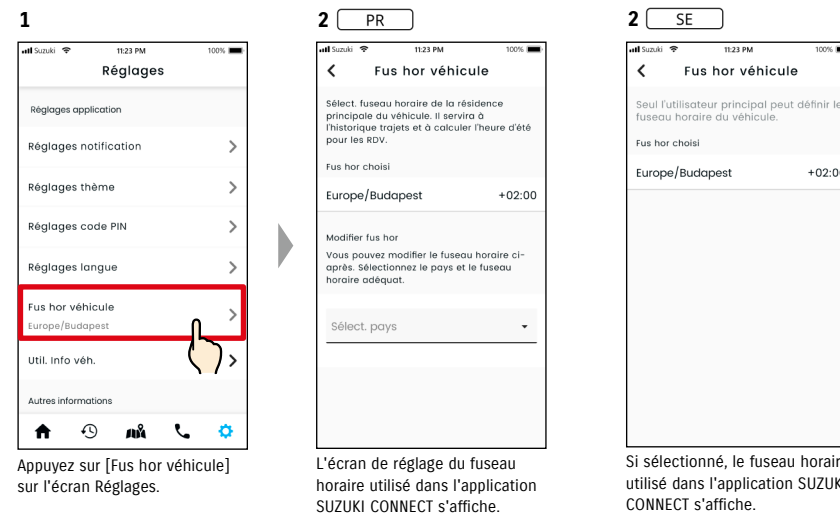 1
Suzuki 11:23 PM 100%
Réglages
Réglages application
Réglages notification
Réglages thème
Réglages code PIN
Réglages langue
Fus hor véhicule
Europe/Budapest
Util. Info véh.
Autres informations
Appuyez sur [Fus hor véhicule]
sur l'écran Réglages.
2 PR
Suzuki 11:23 PM 100%
Fus hor véhicule
Sélect. fuseau horaire de la résidence
principale du véhicule. Il servira à
l'historique trajets et à calculer l'heure d'été
pour les RDV.
Fus hor choisi
Europe/Budapest +02:00
Modifier fus hor
Vous pouvez modifier le fuseau horaire ci-
après. Sélectionnez le pays et le fuseau
horaire adéquat.
Sélect. pays
L'écran de réglage du fuseau
horaire utilisé dans l'application
SUZUKI CONNECT s'affiche.
2 SE
Suzuki 11:23 PM 100%
Fus hor véhicule
Seul l'utilisateur principal peut définir le
fuseau horaire du véhicule.
Fus hor choisi
Europe/Budapest +02:0
Si sélectionné, le fuseau horair
utilisé dans l'application SUZUK
CONNECT s'affiche.